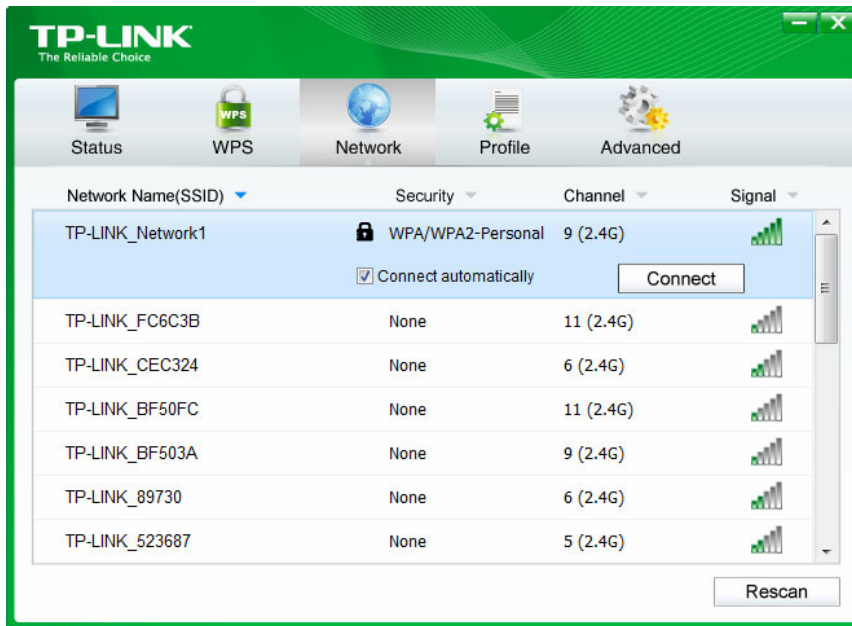 TP-LINK
The Reliable Choice
Status WPS Network Profile Advanced
Network Name(SSID) Security Channel Signal
TP-LINK_Network1 WPA/WPA2-Personal 9 (2.4G)
Connect automatically Connect
TP-LINK_FC6C3B None 11 (2.4G)
TP-LINK_CEC324 None 6 (2.4G)
TP-LINK_BF50FC None 11 (2.4G)
TP-LINK_BF503A None 9 (2.4G)
TP-LINK_89730 None 6 (2.4G)
TP-LINK_523687 None 5 (2.4G)
Rescan